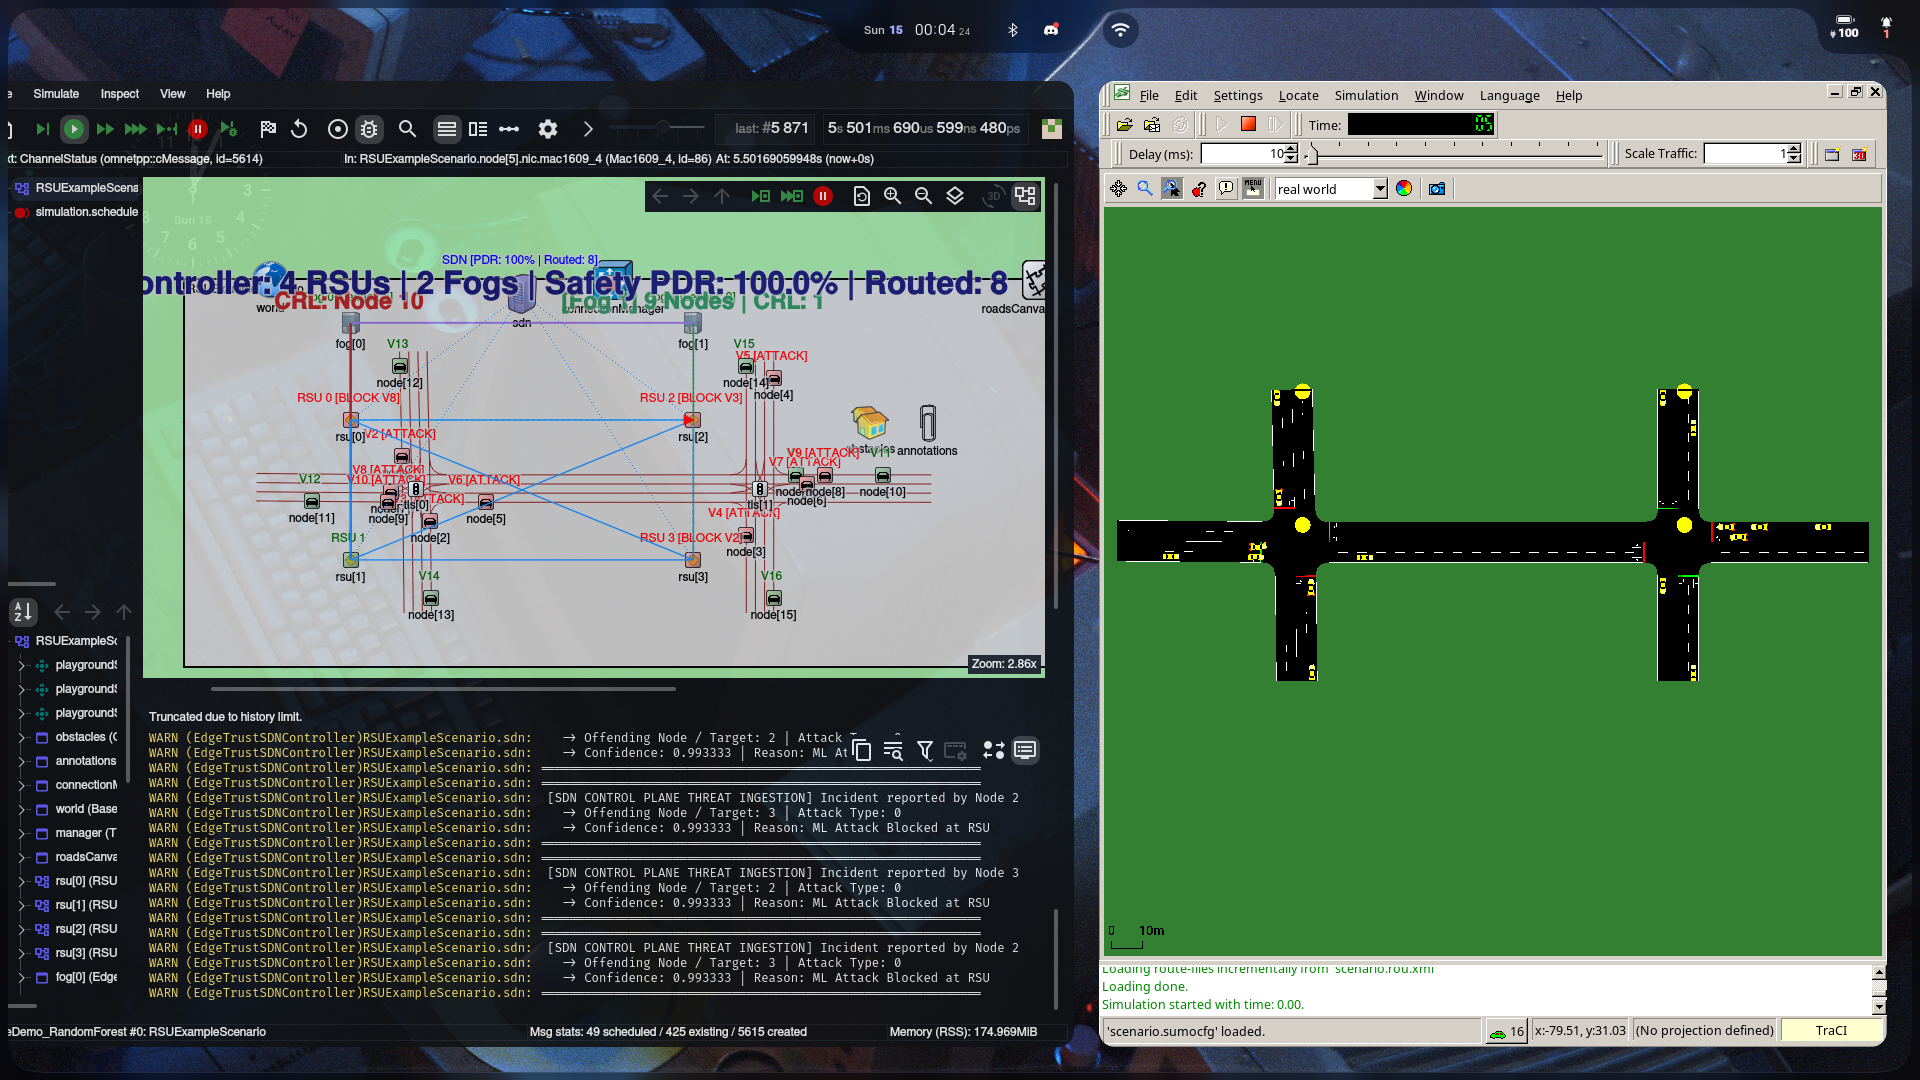 Sun 15 00:04 24
100
1
Simulate Inspect View Help
last: #5 871
5s 501ms 690us 599ns 480ps
ChannelStatus (omnetpp::cMessage, id=5614)
In: RSUExampleScenario.node[5].nic.mac1609_4 (Mac1609_4, id=86) At: 5.50169059948s (now+0s)
RSUExampleScena
simulation.schedule
3D
SDN [PDR: 100% | Routed: 8]
ontroller: 4 RSUs | 2 Fogs | Safety PDR: 100.0% | Routed: 8
CRL: Node 10
9 Nodes | CRL: 1
sdn
roadsCanva
fog[0]
fog[1]
V13
node[12]
V15
V5 [ATTACK]
node[14]
node[4]
RSU 0 [BLOCK V8]
RSU 2 [BLOCK V3]
rsu[0]
V2 [ATTACK]
rsu[2]
annotations
V9 [ATTACK]
V7 [ATTACK]
V8 [ATTACK]
V12
V6 [ATTACK]
node[8]
node[10]
node[6]
tls[0]
tls[1]
node[11]
node[9]
node[5]
V4 [ATTACK]
node[2]
RSU 1
RSU 3 [BLOCK V2]
node[3]
rsu[1]
V14
rsu[3]
V16
node[13]
node[15]
Zoom: 2.86x
RSUExampleSc
playgroundS
playgroundS
playgroundS
obstacles (C
annotations
connectionM
world (Base
manager (T
roadsCanva
rsu[0] (RSU
rsu[1] (RSU
rsu[2] (RSU
rsu[3] (RSU
fog[0] (Edge
Truncated due to history limit.
WARN (EdgeTrustSDNController)RSUExampleScenario.sdn: → Offending Node / Target: 2 | Attack
WARN (EdgeTrustSDNController)RSUExampleScenario.sdn: → Confidence: 0.993333 | Reason: ML At
WARN (EdgeTrustSDNController)RSUExampleScenario.sdn: ══════════════════════════════
WARN (EdgeTrustSDNController)RSUExampleScenario.sdn: ══════════════════════════════
WARN (EdgeTrustSDNController)RSUExampleScenario.sdn: [SDN CONTROL PLANE THREAT INGESTION] Incident reported by Node 2
WARN (EdgeTrustSDNController)RSUExampleScenario.sdn: → Offending Node / Target: 3 | Attack Type: 0
WARN (EdgeTrustSDNController)RSUExampleScenario.sdn: → Confidence: 0.993333 | Reason: ML Attack Blocked at RSU
WARN (EdgeTrustSDNController)RSUExampleScenario.sdn: ══════════════════════════════
WARN (EdgeTrustSDNController)RSUExampleScenario.sdn: ══════════════════════════════
WARN (EdgeTrustSDNController)RSUExampleScenario.sdn: [SDN CONTROL PLANE THREAT INGESTION] Incident reported by Node 3
WARN (EdgeTrustSDNController)RSUExampleScenario.sdn: → Offending Node / Target: 2 | Attack Type: 0
WARN (EdgeTrustSDNController)RSUExampleScenario.sdn: → Confidence: 0.993333 | Reason: ML Attack Blocked at RSU
WARN (EdgeTrustSDNController)RSUExampleScenario.sdn: ══════════════════════════════
WARN (EdgeTrustSDNController)RSUExampleScenario.sdn: ══════════════════════════════
WARN (EdgeTrustSDNController)RSUExampleScenario.sdn: [SDN CONTROL PLANE THREAT INGESTION] Incident reported by Node 2
WARN (EdgeTrustSDNController)RSUExampleScenario.sdn: → Offending Node / Target: 3 | Attack Type: 0
WARN (EdgeTrustSDNController)RSUExampleScenario.sdn: → Confidence: 0.993333 | Reason: ML Attack Blocked at RSU
WARN (EdgeTrustSDNController)RSUExampleScenario.sdn: ══════════════════════════════
eDemo_RandomForest #0: RSUExampleScenario
Msg stats: 49 scheduled / 425 existing / 5615 created
Memory (RSS): 174.969MiB
File Edit Settings Locate Simulation Window Language Help
Time: 05
Delay (ms): 10
Scale Traffic: 1
MENU
real world
0 10m
Loading route-files incrementally from 'scenario.rou.xml'
Loading done.
Simulation started with time: 0.00.
'scenario.sumocfg' loaded.
16
x:-79.51, y:31.03
(No projection defined)
TraCI